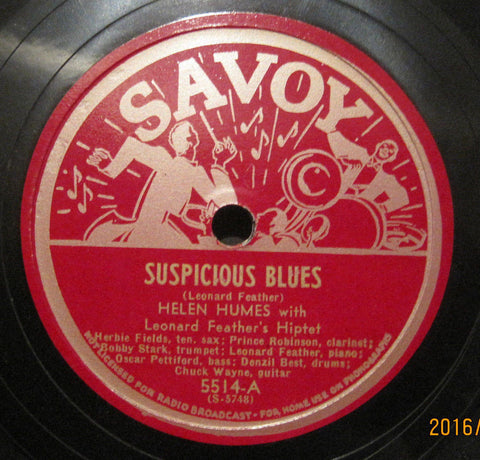 SAVOY
C
SUSPICIOUS BLUES
(Leonard Feather)
HELEN HUMES with
Leonard Feather's Hiptet
Herbie Fields, ten. sax; Prince Robinson, clarinet;
Bobby Stark, trumpet; Leonard Feather, piano;
Oscar Pettiford, bass; Denzil Best, drums;
Chuck Wayne, guitar
5514-A
(S-5748)
NOT LICENSED FOR RADIO BROADCAST - FOR HOME USE ON PHONOGRAPHS
2016/